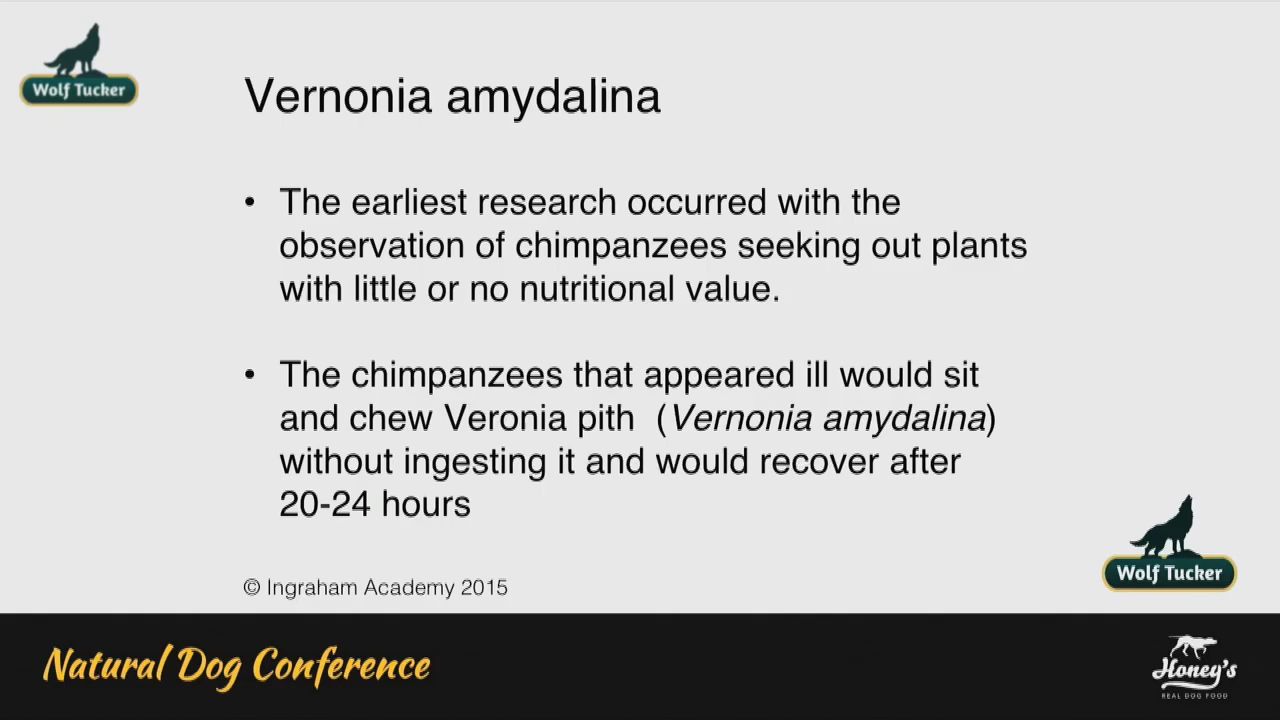 Wolf Tucker
Vernonia amydalina
• The earliest research occurred with the
observation of chimpanzees seeking out plants
with little or no nutritional value.
• The chimpanzees that appeared ill would sit
and chew Veronia pith (Vernonia amydalina)
without ingesting it and would recover after
20-24 hours
Wolf Tucker
© Ingraham Academy 2015
Natural Dog Conference
Honey's
REAL DOG FOOD